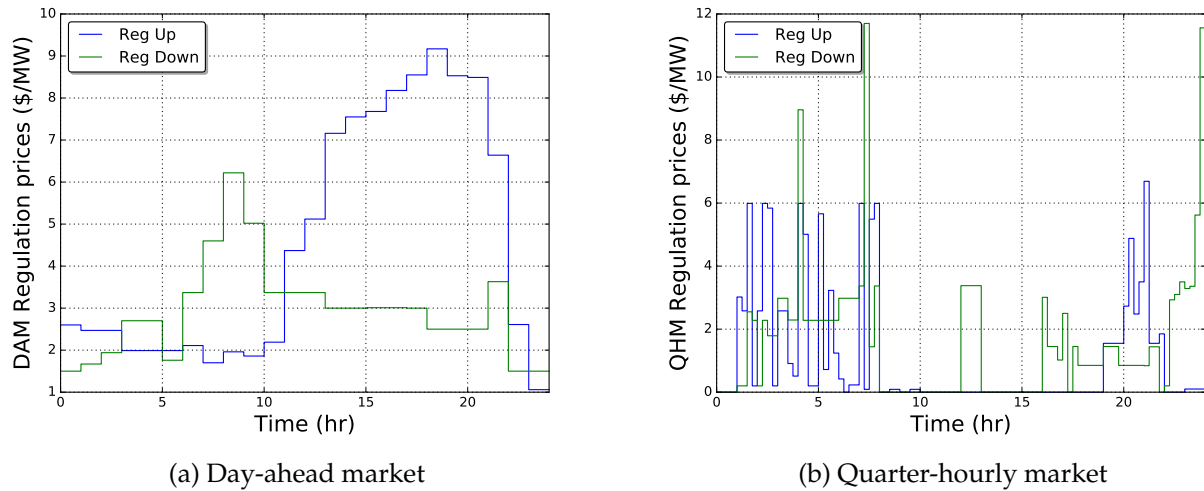 DAM Regulation prices ($/MW)
10
9
8
7
6
5
4
3
2
1
Reg Up
Reg Down
0 5 10 15 20
Time (hr)
(a) Day-ahead market
QHM Regulation prices ($/MW)
12
10
8
6
4
2
0
Reg Up
Reg Down
0 5 10 15 20
Time (hr)
(b) Quarter-hourly market